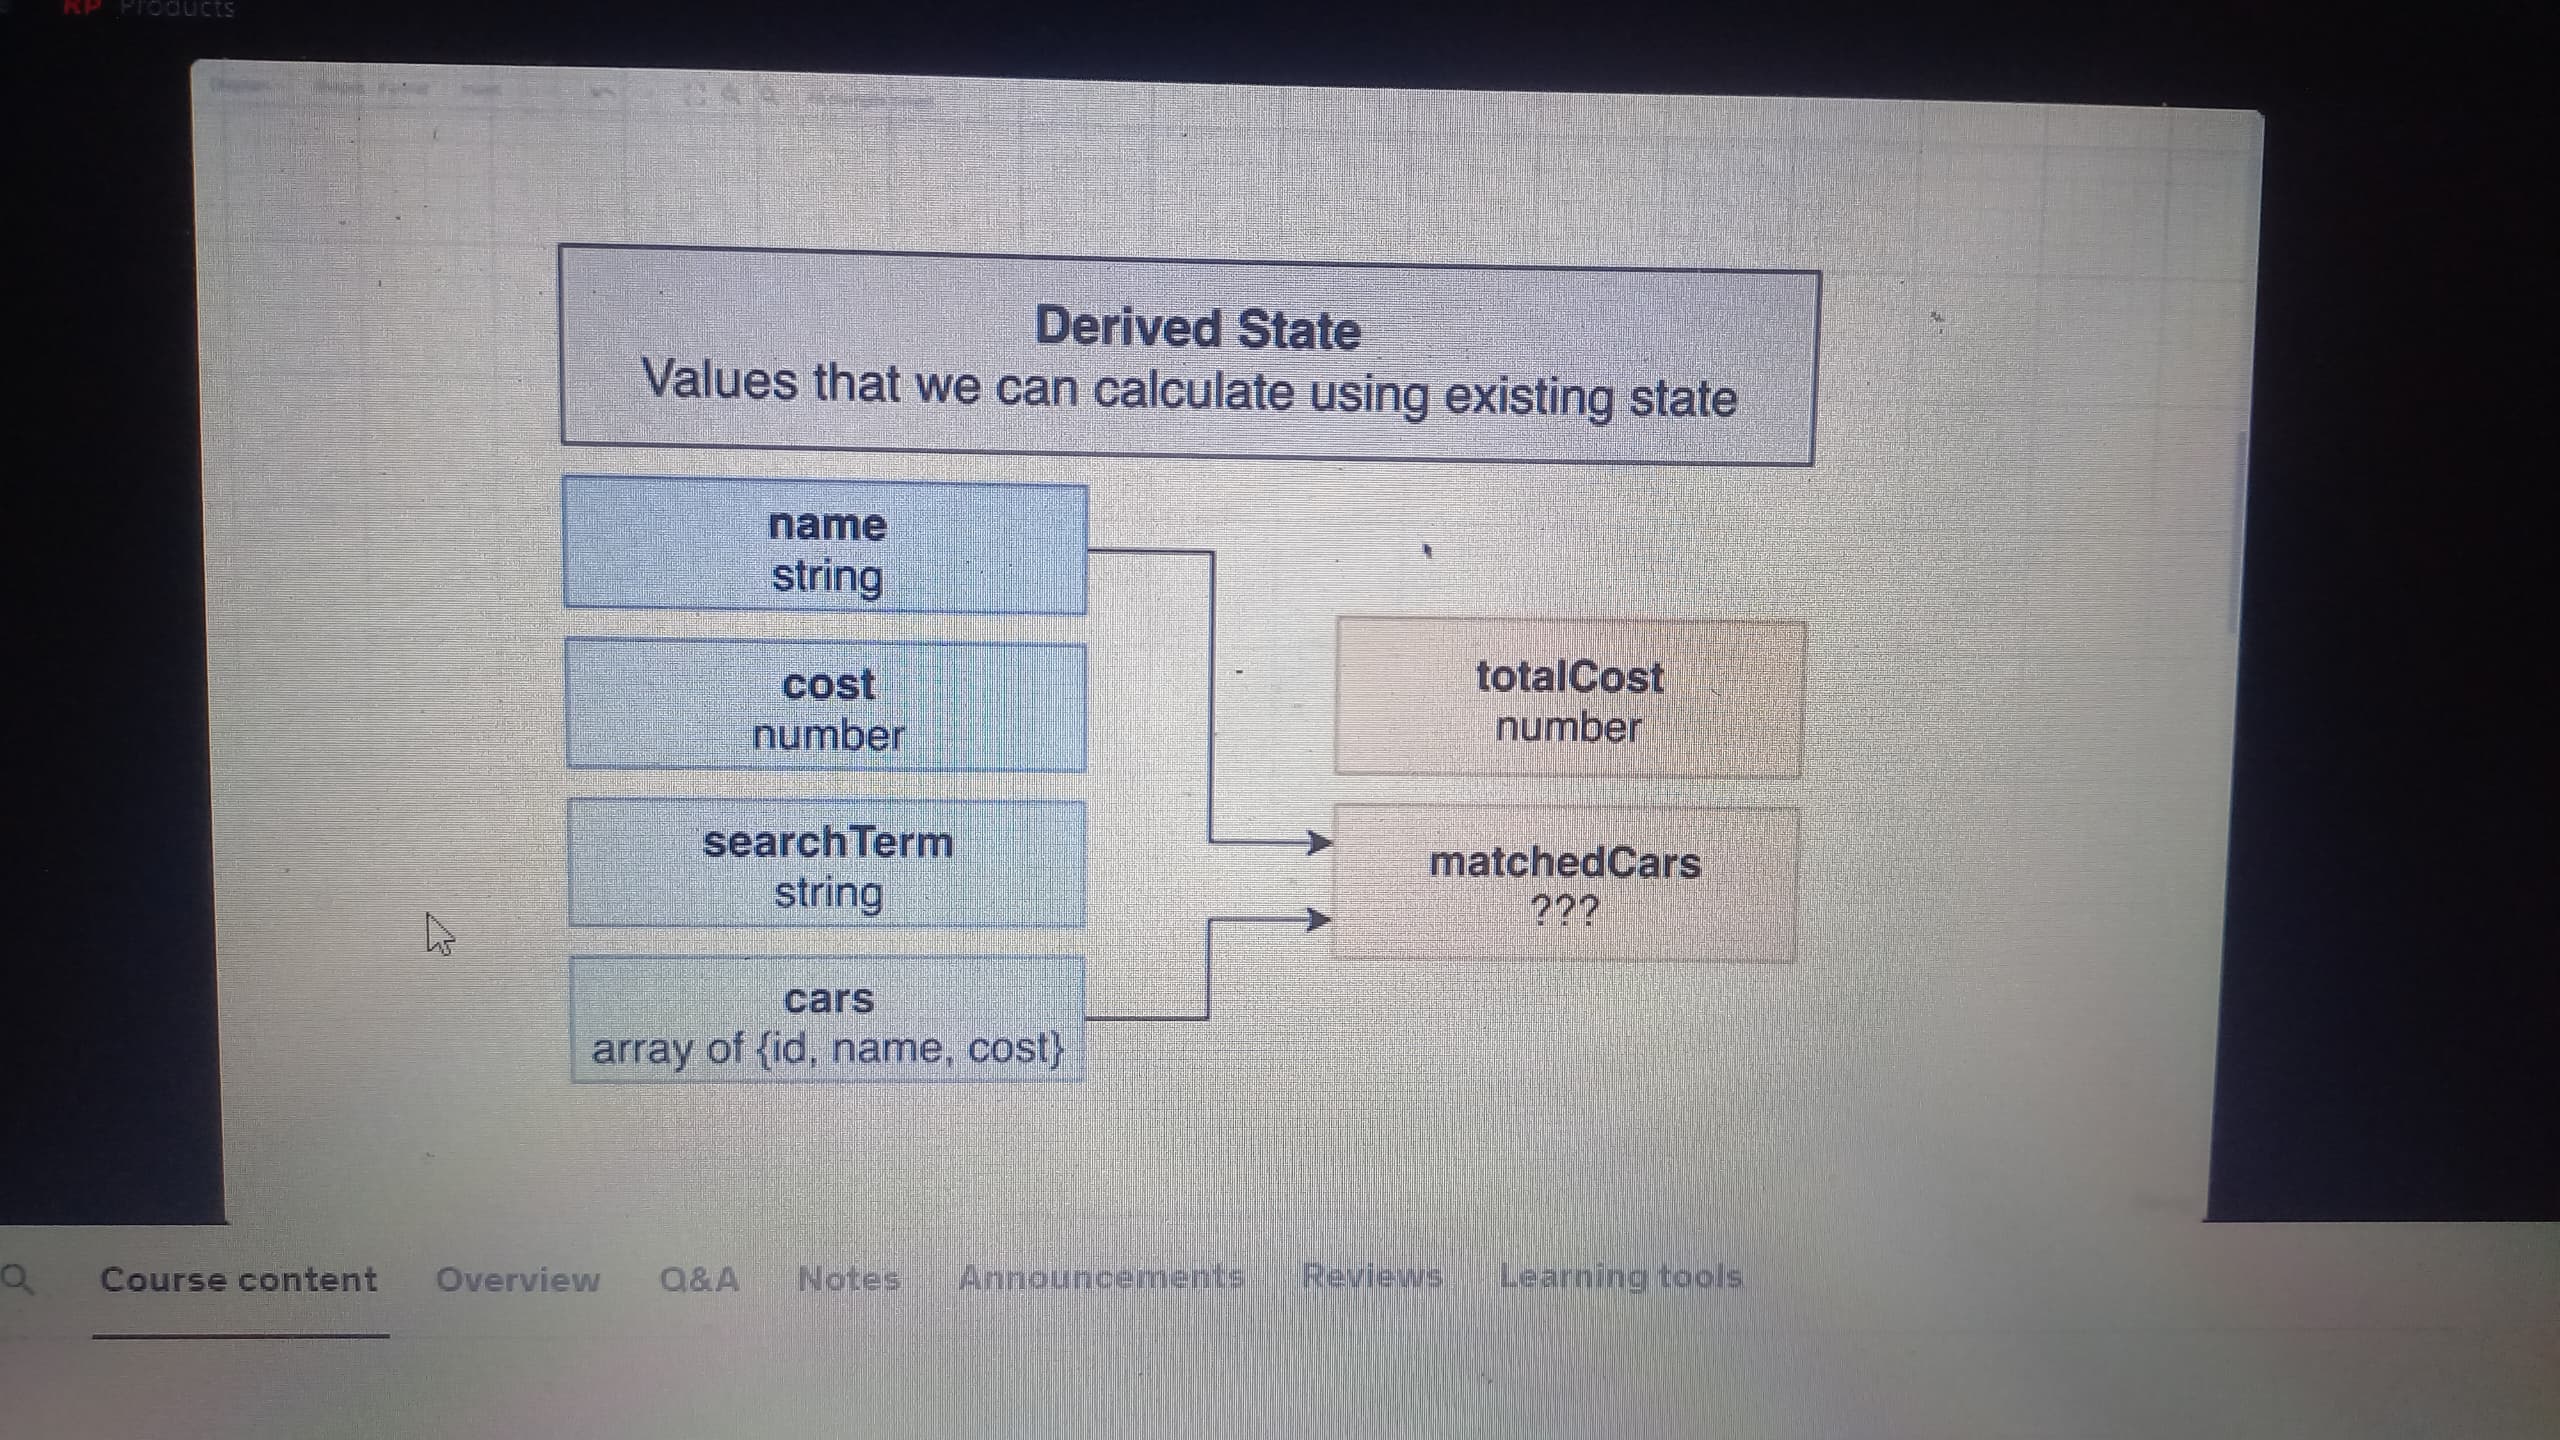 RP Products
Derived State
Values that we can calculate using existing state
name
string
cost
number
searchTerm
string
cars
array of {id, name, cost}
totalCost
number
matchedCars
???
Course content
Overview
Q&A
Notes
Announcements
Reviews
Learning tools